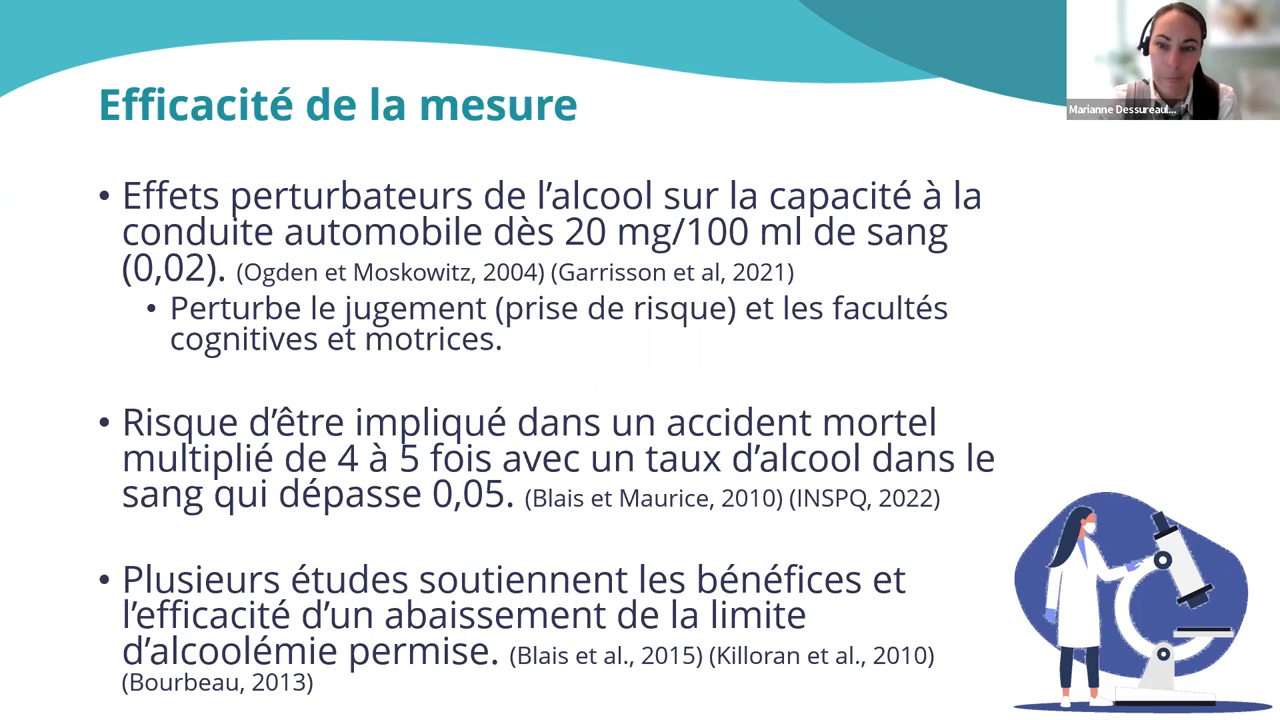 Marianne Dessureaul...
Efficacité de la mesure
• Effets perturbateurs de l’alcool sur la capacité à la
conduite automobile dès 20 mg/100 ml de sang
(0,02). (Ogden et Moskowitz, 2004) (Garrisson et al, 2021)
• Perturbe le jugement (prise de risque) et les facultés
cognitives et motrices.
• Risque d’être impliqué dans un accident mortel
multiplié de 4 à 5 fois avec un taux d’alcool dans le
sang qui dépasse 0,05. (Blais et Maurice, 2010) (INSPQ, 2022)
• Plusieurs études soutiennent les bénéfices et
l’efficacité d’un abaissement de la limite
d’alcoolémie permise. (Blais et al., 2015) (Killoran et al., 2010)
(Bourbeau, 2013)